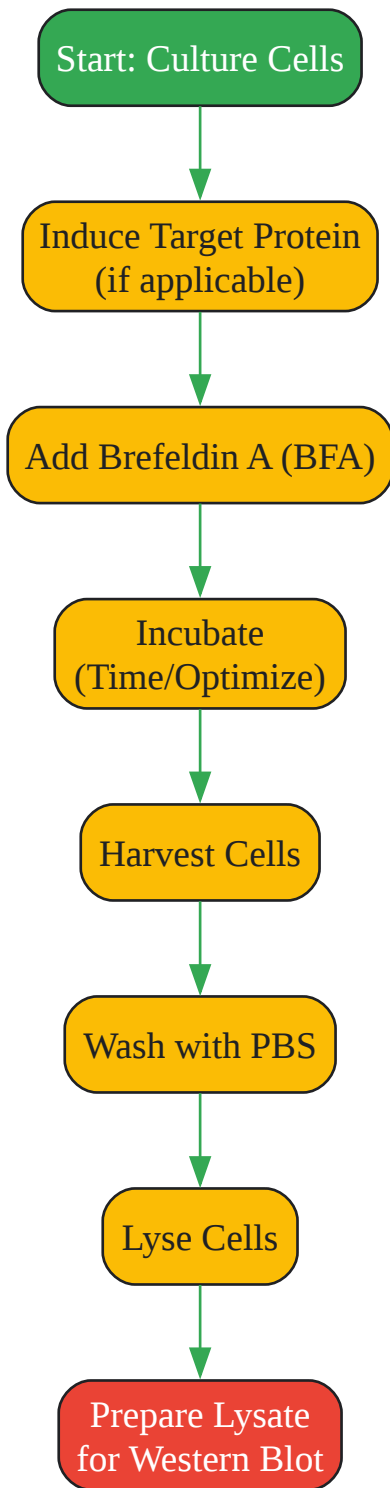 Start: Culture Cells
Induce Target Protein
(if applicable)
Add Brefeldin A (BFA)
Incubate
(Time/Optimize)
Harvest Cells
Wash with PBS
Lyse Cells
Prepare Lysate
for Western Blot